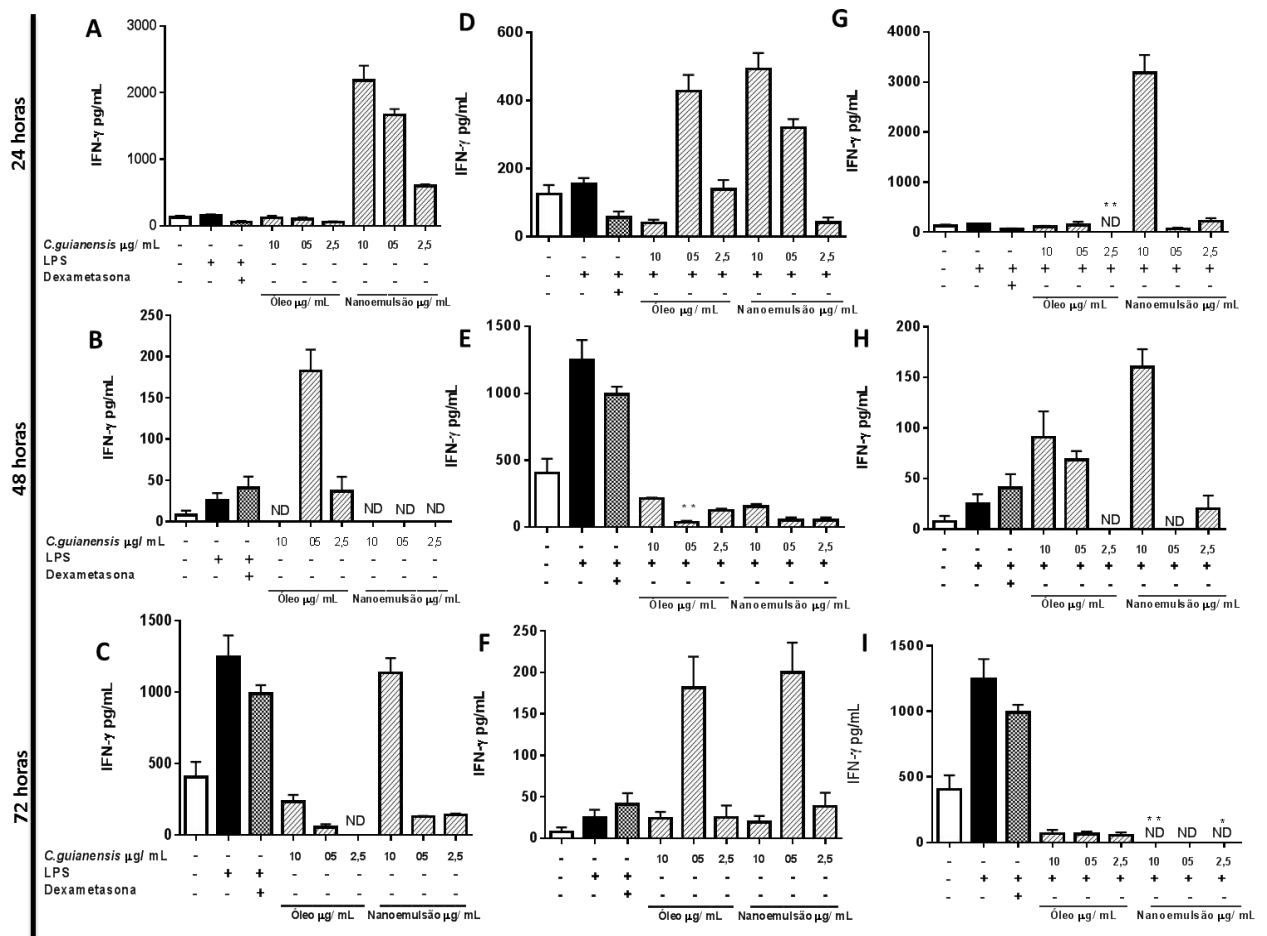 24 horas
A
IFN-γ pg/mL
3000
2000
1000
0
C.guianensis µg/ mL - - - 10 05 2,5 10 05 2,5
LPS - + + - - - - - -
Dexametasona - - + - - - - - -
Óleo µg/ mL Nanoemulsão µg/ mL
D
IFN-γ pg/mL
600
400
200
0
- - - 10 05 2,5 10 05 2,5
- + + + + + + + +
- - + - - - - - -
Óleo µg/ mL Nanoemulsão µg/ mL
G
IFN-γ pg/mL
4000
3000
2000
1000
0
* *
ND
- - - 10 05 2,5 10 05 2,5
- + + + + + + + +
- - + - - - - - -
Óleo µg/ mL Nanoemulsão µg/ mL
48 horas
B
IFN-γ pg/mL
250
200
150
100
50
0
ND ND ND ND
C.guianensis µg/ mL - - - 10 05 2,5 10 05 2,5
LPS - + + - - - - - -
Dexametasona - - + - - - - - -
Óleo µg/ mL Nanoemulsão µg/ mL
E
IFN-γ pg/mL
1500
1000
500
0
* *
- - - 10 05 2,5 10 05 2,5
- + + + + + + + +
- - + - - - - - -
Óleo µg/ mL Nanoemulsão µg/ mL
H
IFN-γ pg/mL
200
150
100
50
0
ND ND
- - - 10 05 2,5 10 05 2,5
- + + + + + + + +
- - + - - - - - -
Óleo µg/ mL Nanoemulsão µg/ mL
72 horas
C
IFN-γ pg/mL
1500
1000
500
0
ND
C.guianensis µg/ mL - - - 10 05 2,5 10 05 2,5
LPS - + + - - - - - -
Dexametasona - - + - - - - - -
Óleo µg/ mL Nanoemulsão µg/ mL
F
IFN-γ pg/mL
250
200
150
100
50
0
- - - 10 05 2,5 10 05 2,5
- + + - - - - - -
- - + - - - - - -
Óleo µg/ mL Nanoemulsão µg/ mL
I
IFN-γ pg/mL
1500
1000
500
0
* * *
ND ND ND
- - - 10 05 2,5 10 05 2,5
- + + + + + + + +
- - + - - - - - -
Óleo µg/ mL Nanoemulsão µg/ mL